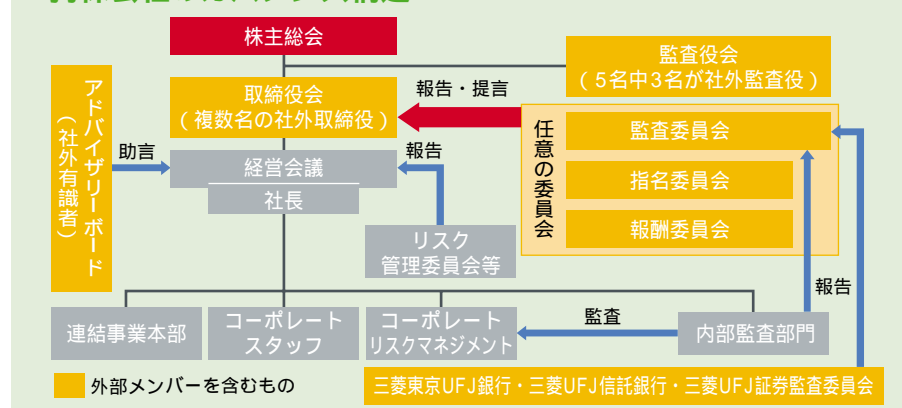 株主総会
監査役会
（5名中3名が社外監査役）
取締役会
（複数名の社外取締役）
報告・提言
アドバイザリーボード
（社外有識者）
助言
経営会議
社長
報告
リスク
管理委員会等
任意の委員会
監査委員会
指名委員会
報酬委員会
報告
連結事業本部
コーポレート
スタッフ
コーポレート
リスクマネジメント
監査
内部監査部門
外部メンバーを含むもの
三菱東京UFJ銀行・三菱UFJ信託銀行・三菱UFJ証券監査委員会